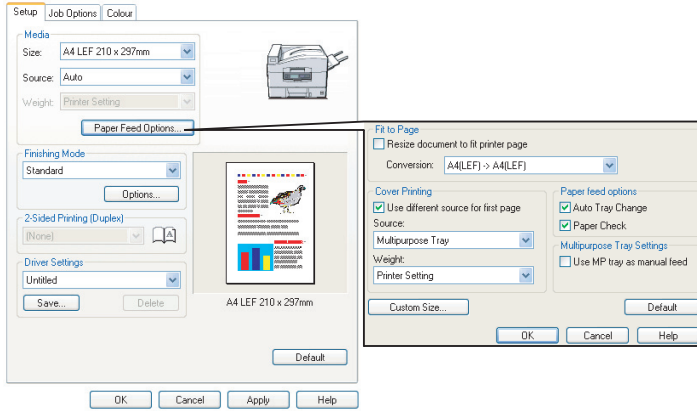 Setup Job Options Colour
Media
Size: A4 LEF 210 x 297mm
Source: Auto
Weight: Printer Setting
Paper Feed Options...
Finishing Mode
Standard
Options...
2-Sided Printing (Duplex)
(None)
Driver Settings
Untitled
Save... Delete
A4 LEF 210 x 297mm
Default
OK Cancel Apply Help
Fit to Page
Resize document to fit printer page
Conversion: A4(LEF) -> A4(LEF)
Cover Printing
Use different source for first page
Source:
Multipurpose Tray
Weight:
Printer Setting
Paper feed options
Auto Tray Change
Paper Check
Multipurpose Tray Settings
Use MP tray as manual feed
Custom Size... Default
OK Cancel Help